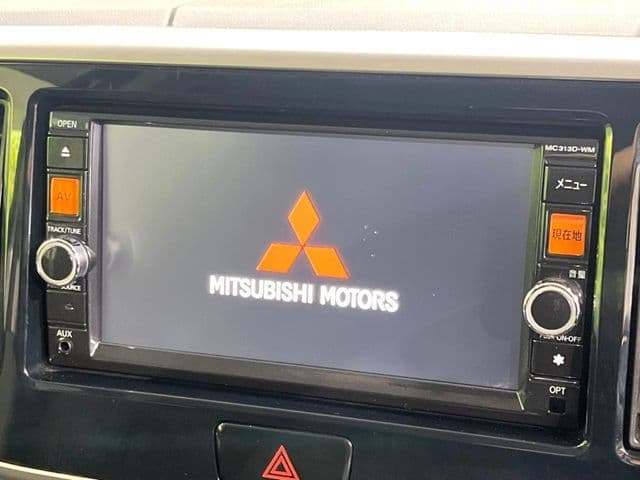 OPEN
MC313D-WM
メニュー
AV
現在地
TRACK/TUNE
音量
MITSUBISHI MOTORS
PUSH ON-OFF
AUX
OPT